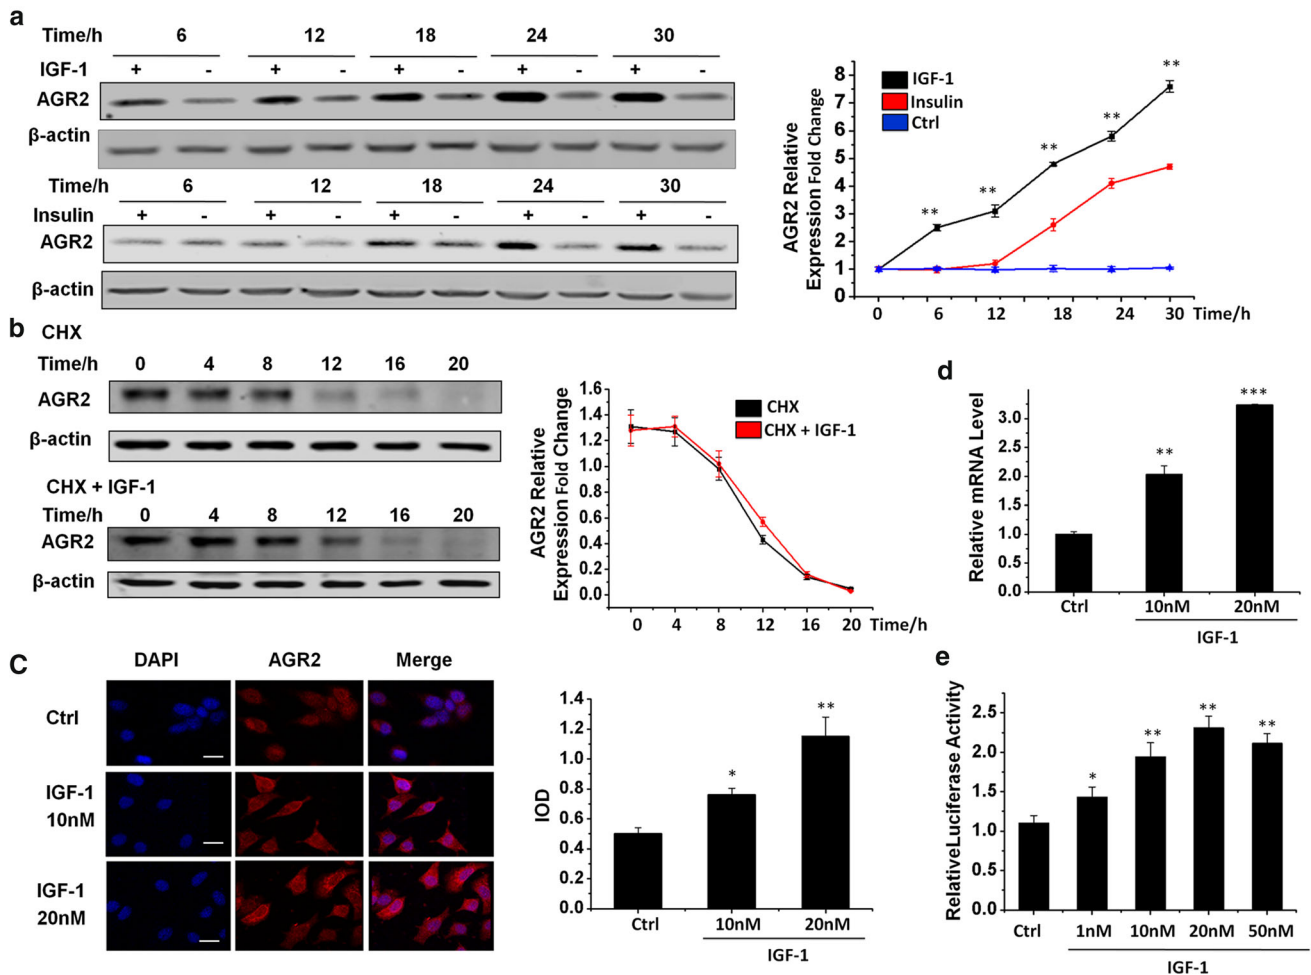 a
Time/h 6 12 18 24 30
IGF-1 + - + - + - + - + -
AGR2
β-actin
Time/h 6 12 18 24 30
Insulin + - + - + - + - + -
AGR2
β-actin
AGR2 Relative
Expression Fold Change
8
7
6
5
4
3
2
1
0
IGF-1
Insulin
Ctrl
** ** ** ** **
0 6 12 18 24 30 Time/h
b CHX
Time/h 0 4 8 12 16 20
AGR2
β-actin
CHX + IGF-1
Time/h 0 4 8 12 16 20
AGR2
β-actin
AGR2 Relative
Expression Fold Change
1.6
1.4
1.2
1.0
0.8
0.6
0.4
0.2
0.0
CHX
CHX + IGF-1
0 4 8 12 16 20 Time/h
d
Relative mRNA Level
3.0
2.5
2.0
1.5
1.0
0.5
0.0
** ***
Ctrl 10nM 20nM
IGF-1
C
DAPI AGR2 Merge
Ctrl
IGF-1
10nM
IGF-1
20nM
IOD
1.4
1.2
1.0
0.8
0.6
0.4
0.2
0.0
* **
Ctrl 10nM 20nM
IGF-1
e
RelativeLuciferase Activity
2.5
2.0
1.5
1.0
0.5
0.0
* ** ** **
Ctrl 1nM 10nM 20nM 50nM
IGF-1